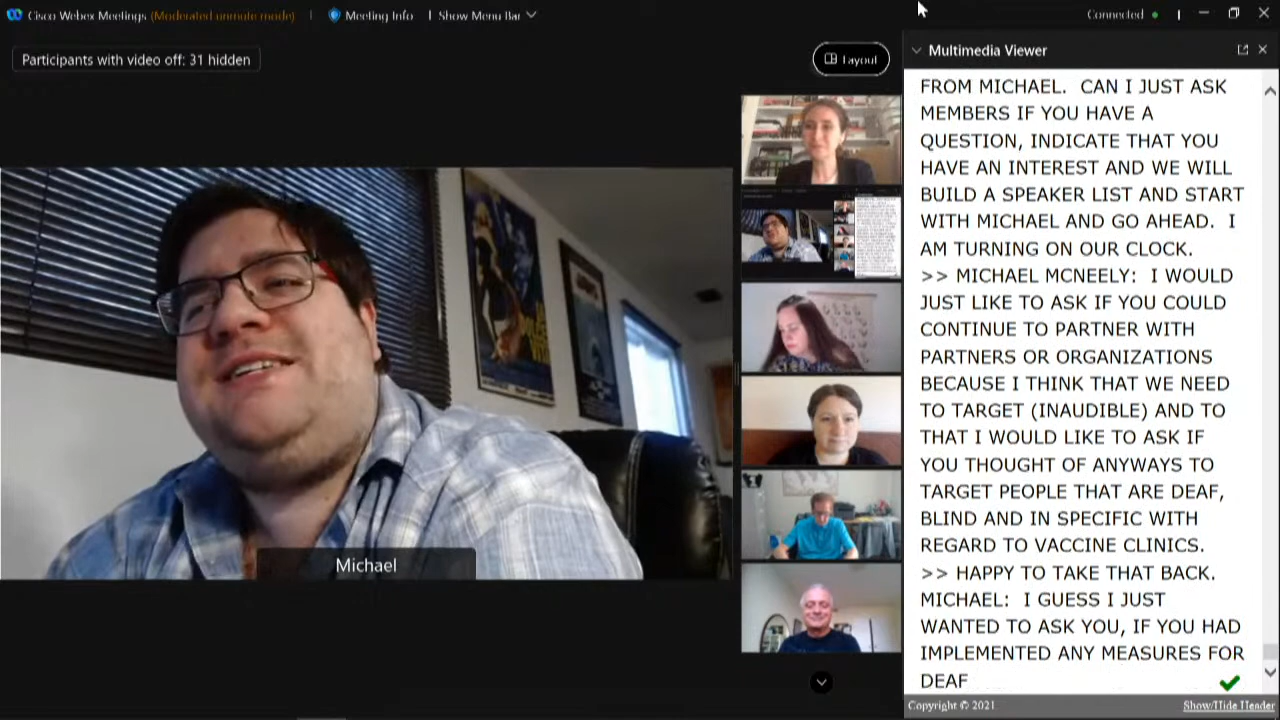 Cisco Webex Meetings (Moderated unmute mode) | Meeting Info | Show Menu Bar
Connected
Participants with video off: 31 hidden
Layout
Multimedia Viewer
FROM MICHAEL. CAN I JUST ASK
MEMBERS IF YOU HAVE A
QUESTION, INDICATE THAT YOU
HAVE AN INTEREST AND WE WILL
BUILD A SPEAKER LIST AND START
WITH MICHAEL AND GO AHEAD.
ANYTHING ON OUR CLOCK.
>> MICHAEL MCNEELY: I WOULD
JUST LIKE TO ASK IF YOU COULD
CONTINUE TO PARTNER WITH
PARTNERS OR ORGANIZATIONS
BECAUSE I THINK THAT WE NEED
TO TARGET (INAUDIBLE) AND TO
THAT I WOULD LIKE TO ASK IF
YOU THOUGHT OF ANYWAYS TO
TARGET PEOPLE THAT ARE DEAF,
BLIND AND IN SPECIFIC WITH
REGARD TO VACCINE CLINICS.
>> HAPPY TO TAKE THAT BACK.
MICHAEL: I GUESS I JUST
WANTED TO ASK YOU, IF YOU HAD
IMPLEMENTED ANY MEASURES FOR
DEAF
Michael
Copyright © 2021
Show/Hide Header